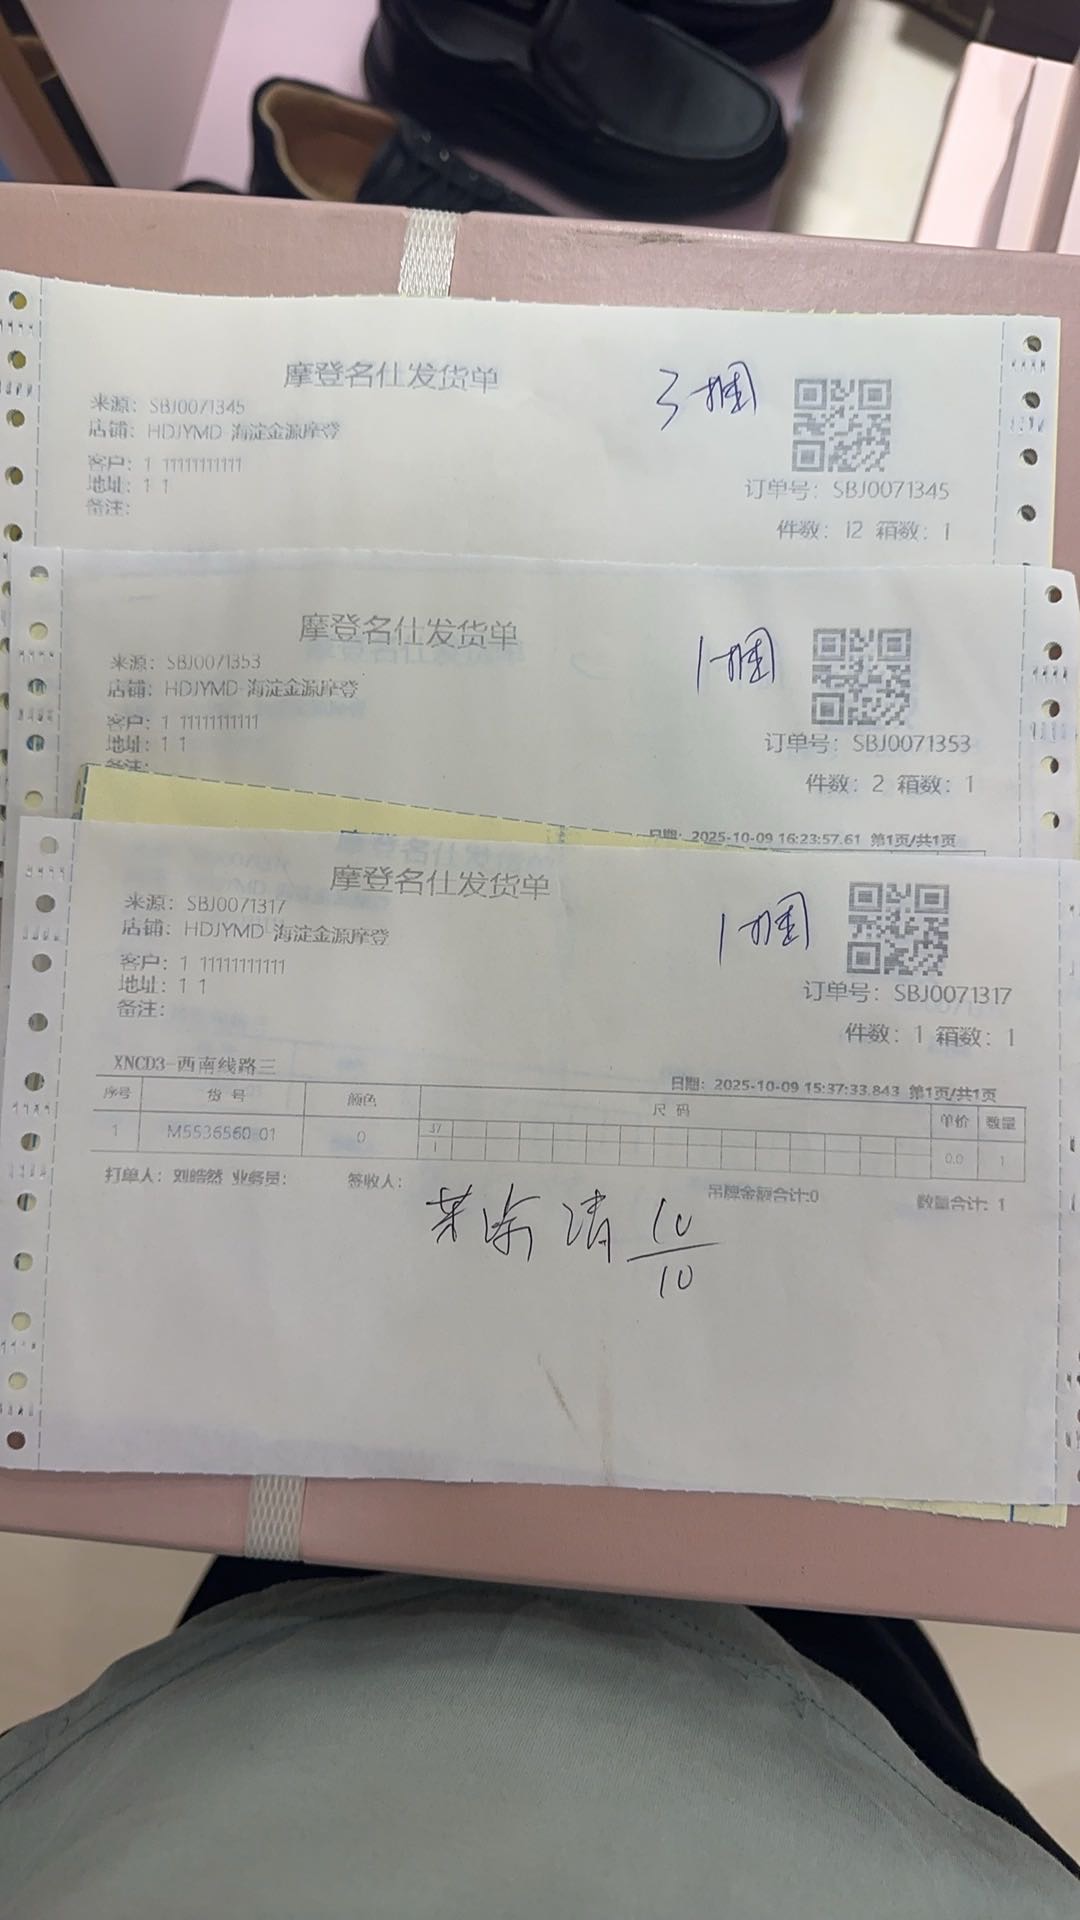 摩登名仕发货单
3捆
来源：SBJ0071345
店铺：HDJYMD-海淀金源摩登
客户：1 11111111111
地址：1 1
备注：
订单号：SBJ0071345
件数：12 箱数：1
摩登名仕发货单
1捆
来源：SBJ0071353
店铺：HDJYMD-海淀金源摩登
客户：1 11111111111
地址：1 1
备注：
订单号：SBJ0071353
件数：2 箱数：1
日期：2025-10-09 16:23:57.61 第1页/共1页
摩登名仕发货单
1捆
来源：SBJ0071317
店铺：HDJYMD-海淀金源摩登
客户：1 11111111111
地址：1 1
备注：
订单号：SBJ0071317
件数：1 箱数：1
XNCD3-西南线路三
日期：2025-10-09 15:37:33.843 第1页/共1页
序号 货号 颜色 尺码 单价 数量
37
1 M5536560-01 0 1 0.0 1
打单人：刘皓然 业务员： 签收人： 吊牌金额合计:0 数量合计：1
10
10